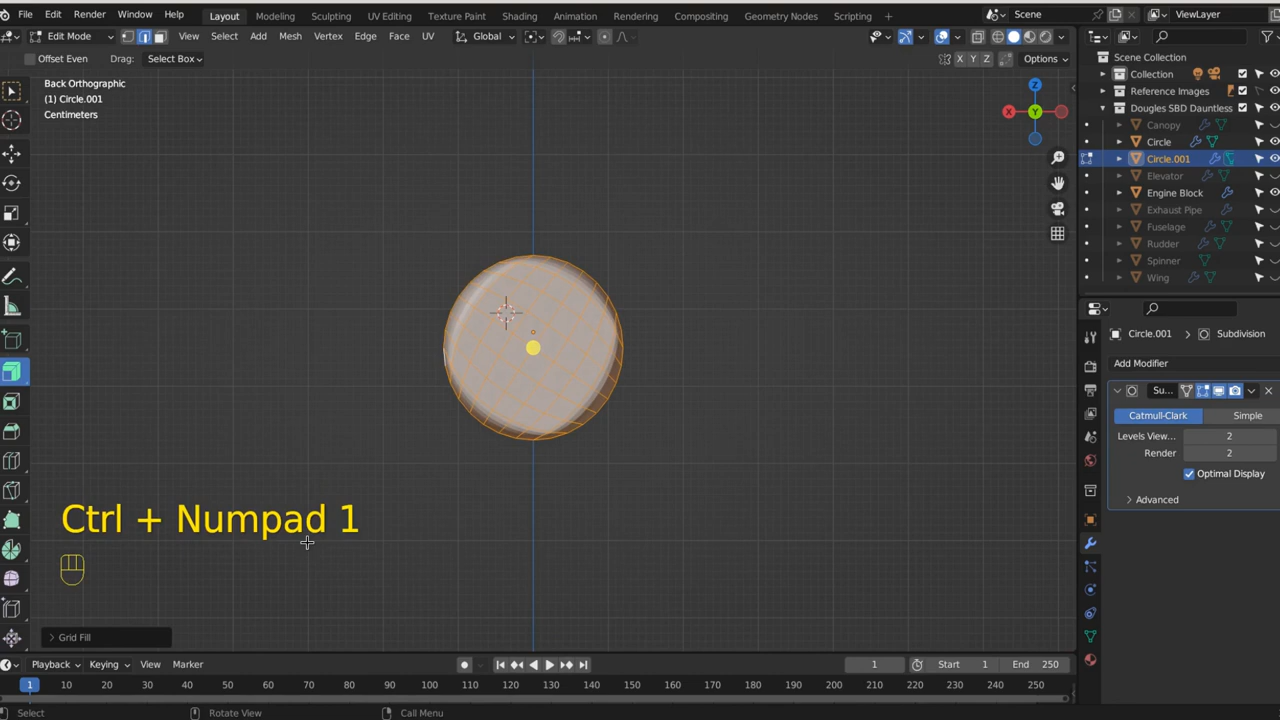 File Edit Render Window Help Layout Modeling Sculpting UV Editing Texture Paint Shading Animation Rendering Compositing Geometry Nodes Scripting + Scene ViewLayer
Edit Mode View Select Add Mesh Vertex Edge Face UV Global
Offset Even Drag: Select Box X Y Z Options
Back Orthographic
(1) Circle.001
Centimeters
Z
X
Y
Ctrl + Numpad 1
Grid Fill
Scene Collection
Collection
Reference Images
Dougles SBD Dauntless
Canopy
Circle
Circle.001
Elevator
Engine Block
Exhaust Pipe
Fuselage
Rudder
Spinner
Wing
Circle.001 > Subdivision
Add Modifier
Su...
Catmull-Clark Simple
Levels View... 2
Render 2
Optimal Display
Advanced
Playback Keying View Marker 1 Start 1 End 250
1 10 20 30 40 50 60 70 80 90 100 110 120 130 140 150 160 170 180 190 200 210 220 230 240 250
Select Rotate View Call Menu